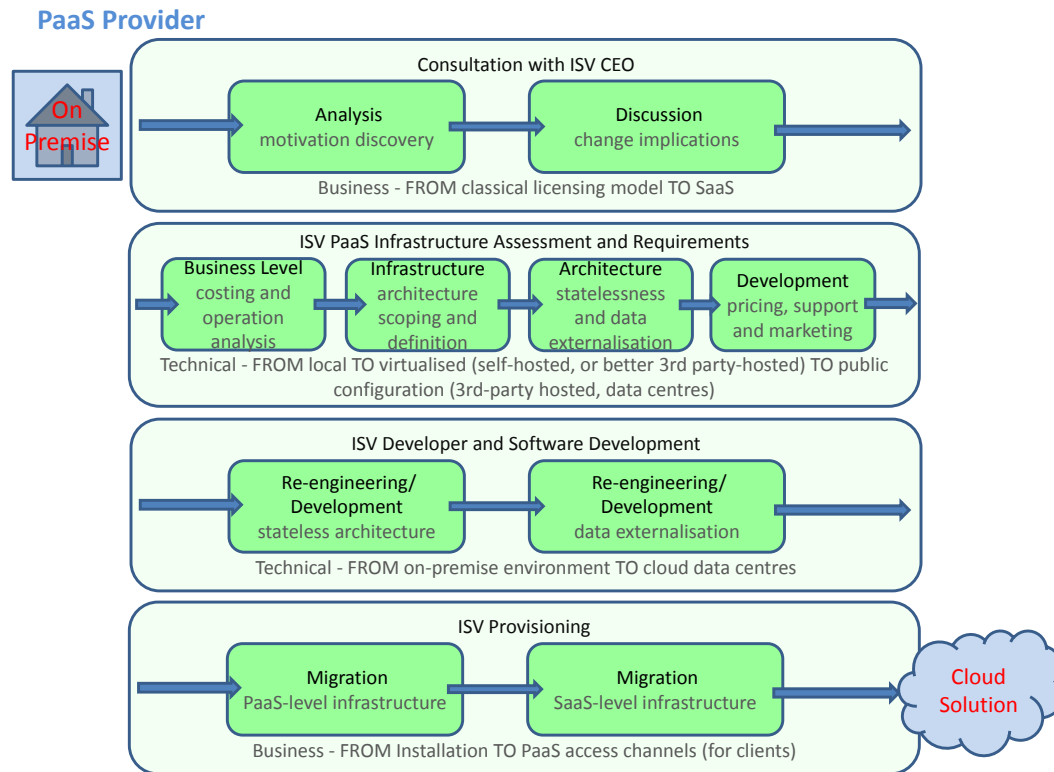 PaaS Provider
On
Premise
Consultation with ISV CEO
Analysis
motivation discovery
Discussion
change implications
Business - FROM classical licensing model TO SaaS
ISV PaaS Infrastructure Assessment and Requirements
Business Level
costing and
operation
analysis
Infrastructure
architecture
scoping and
definition
Architecture
statelessness
and data
externalisation
Development
pricing, support
and marketing
Technical - FROM local TO virtualised (self-hosted, or better 3rd party-hosted) TO public
configuration (3rd-party hosted, data centres)
ISV Developer and Software Development
Re-engineering/
Development
stateless architecture
Re-engineering/
Development
data externalisation
Technical - FROM on-premise environment TO cloud data centres
ISV Provisioning
Migration
PaaS-level infrastructure
Migration
SaaS-level infrastructure
Business - FROM Installation TO PaaS access channels (for clients)
Cloud
Solution